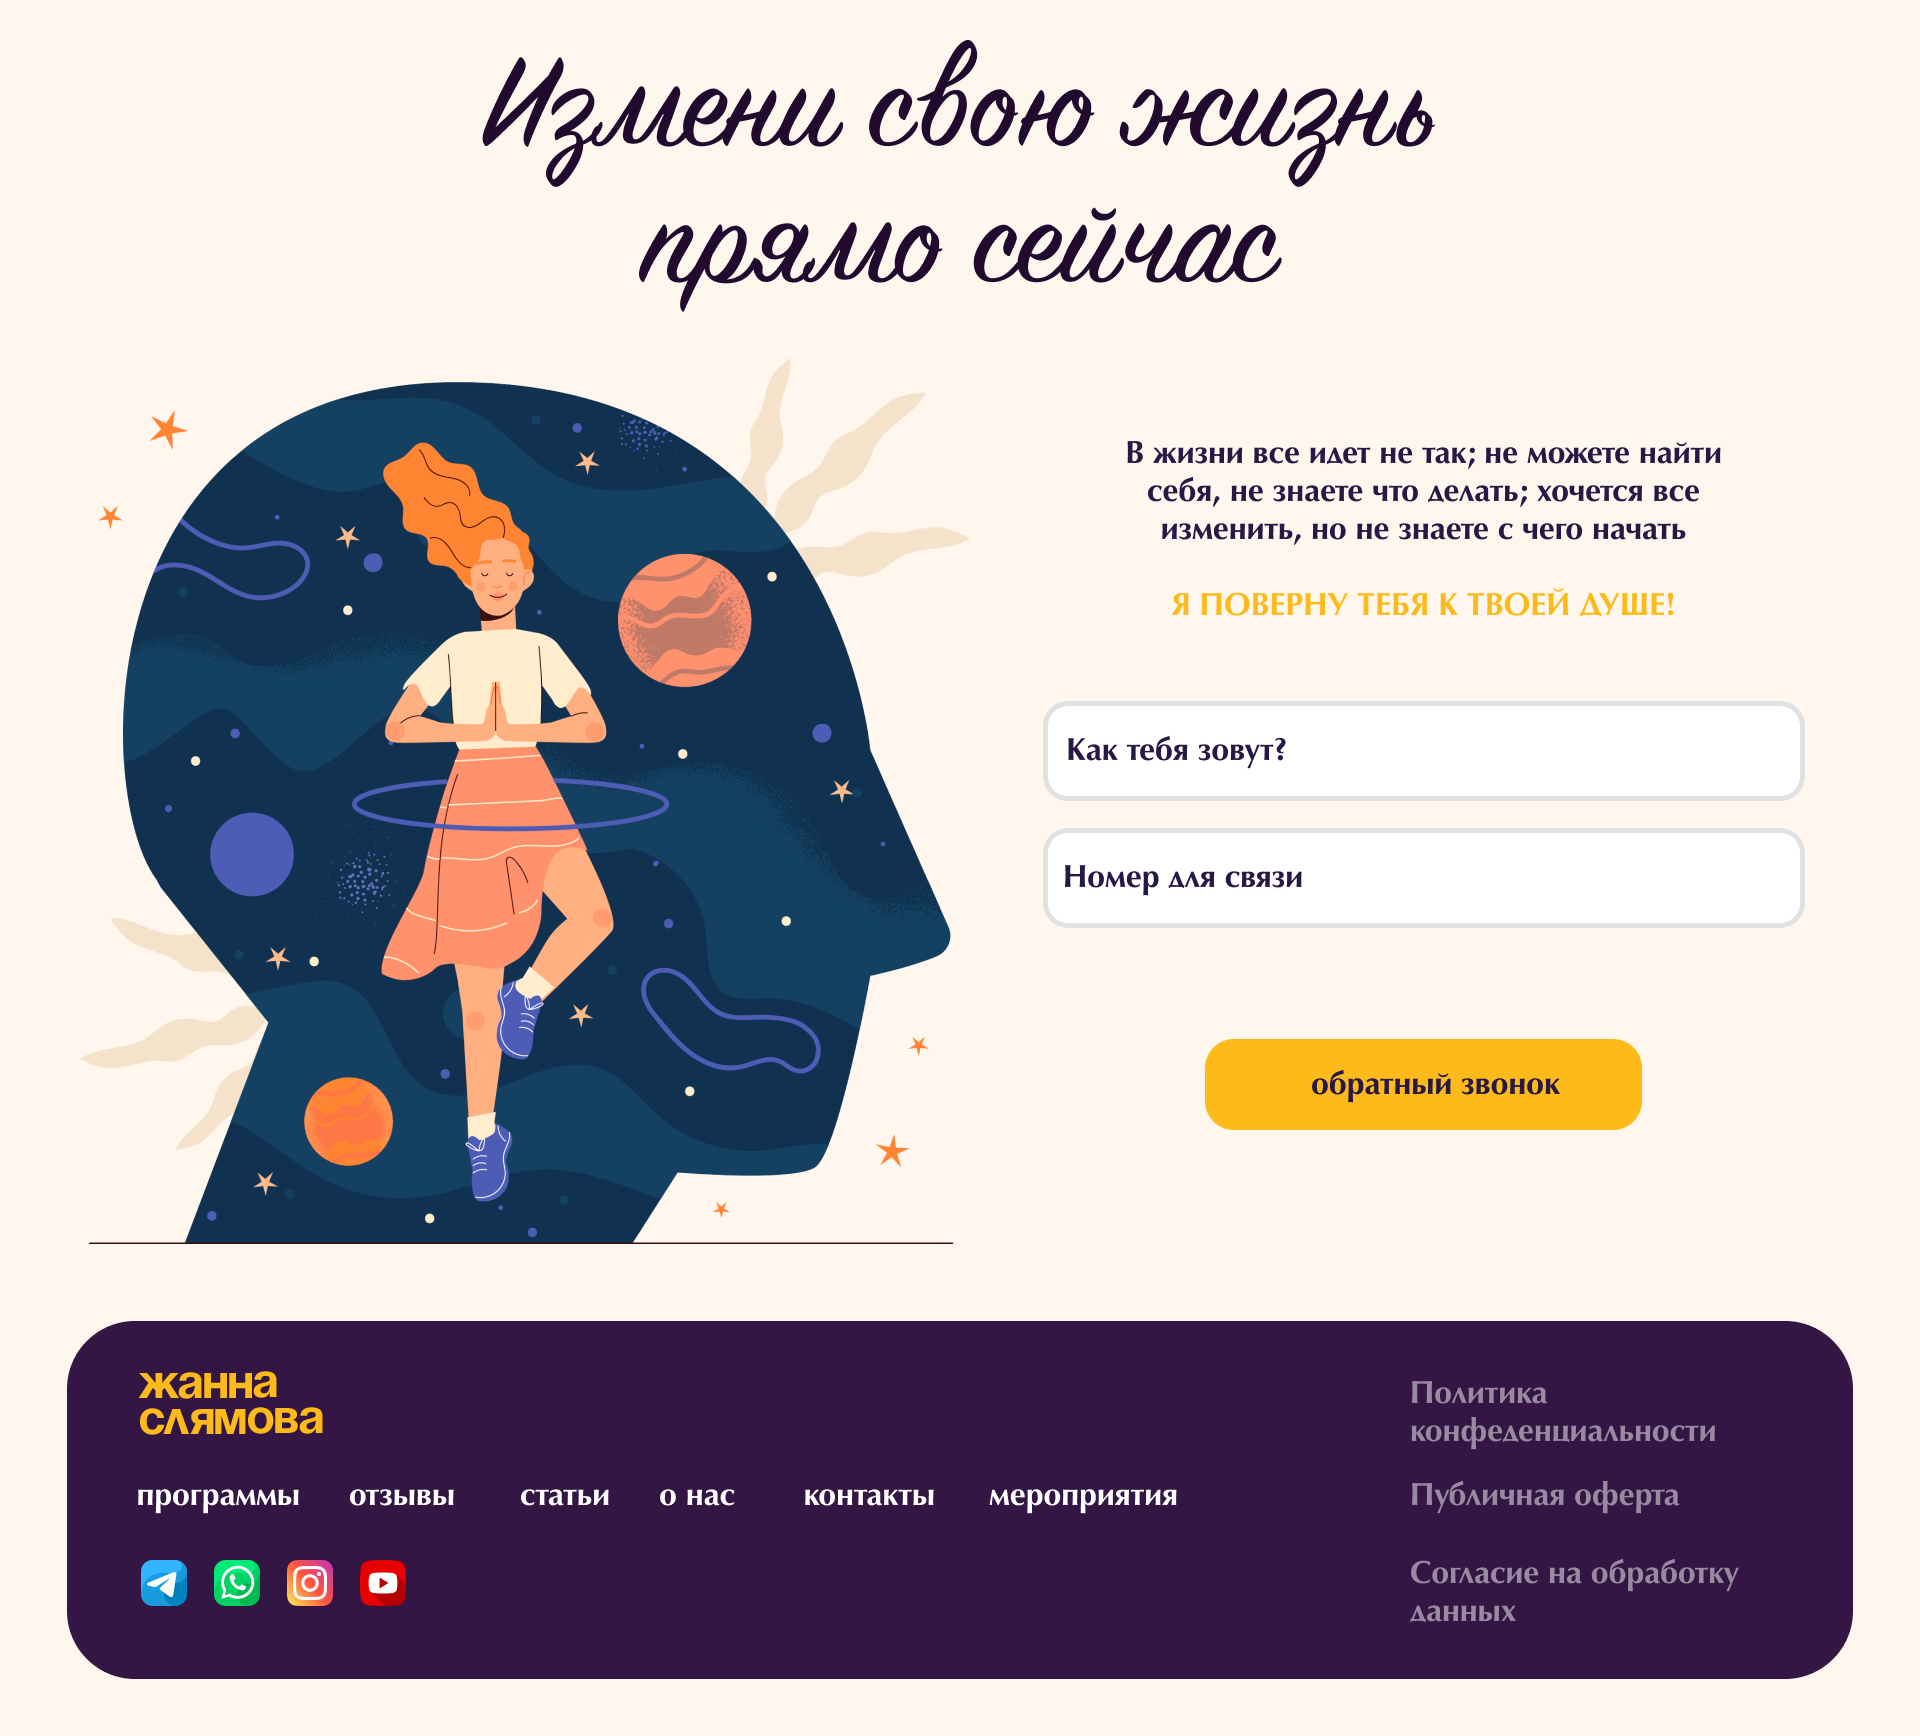 Измени свою жизнь
прямо сейчас
В жизни все идет не так; не можете найти
себя, не знаете что делать; хочется все
изменить, но не знаете с чего начать
Я ПОВЕРНУ ТЕБЯ К ТВОЕЙ ДУШЕ!
Как тебя зовут?
Номер для связи
обратный звонок
жанна
слямова
программы отзывы статьи о нас контакты мероприятия
Политика
конфеденциальности
Публичная оферта
Согласие на обработку
данных